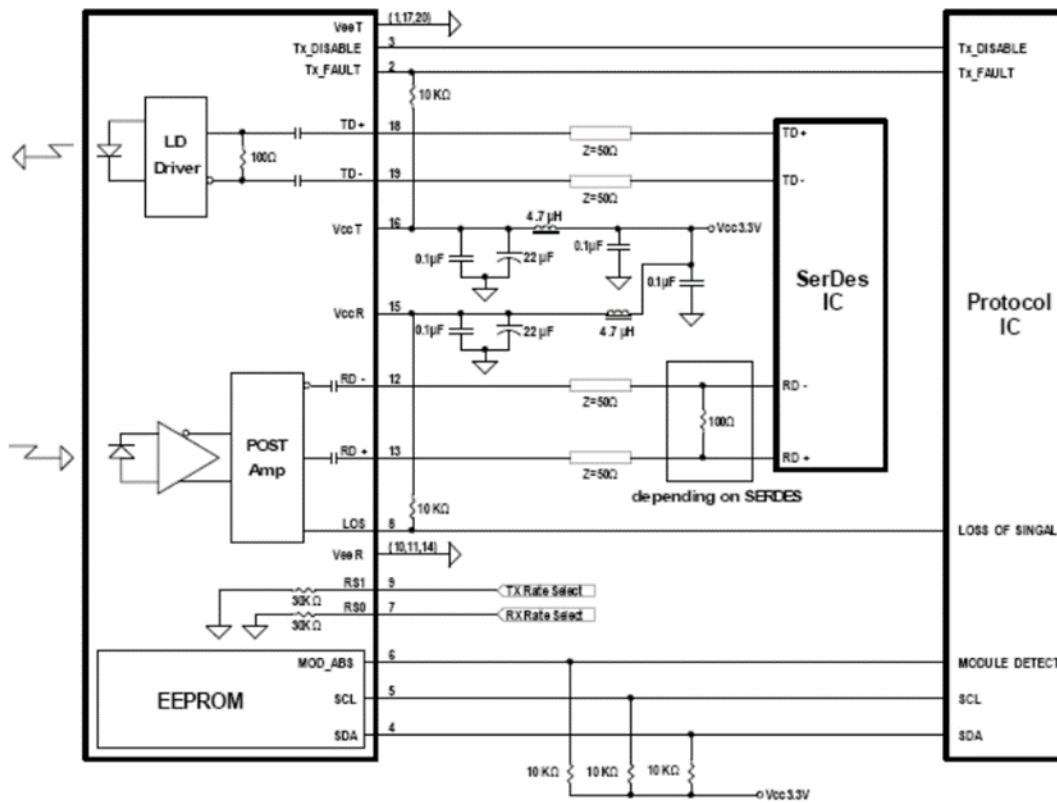 VeeT (1,17,20)
Tx_DISABLE 3 Tx_DISABLE
Tx_FAULT 2 Tx_FAULT
10 KΩ
LD
Driver
100Ω
TD+ 18 Z=50Ω TD+
TD- 19 Z=50Ω TD-
VccT 16 4.7 µH Vcc3.3V
0.1µF 22 µF 0.1µF 0.1µF
SerDes
IC
Protocol
IC
VccR 15
0.1µF 22 µF 4.7 µH
RD - 12 Z=50Ω RD -
100Ω
POST
Amp
RD + 13 Z=50Ω RD +
depending on SERDES
10 KΩ
LOS 8 LOSS OF SINGAL
VeeR (10,11,14)
RS1 9 TX Rate Select
30KΩ
RS0 7 RX Rate Select
30KΩ
MOD_ABS 6 MODULE DETECT
EEPROM
SCL 5 SCL
SDA 4 SDA
10 KΩ 10 KΩ 10 KΩ
Vcc3.3V